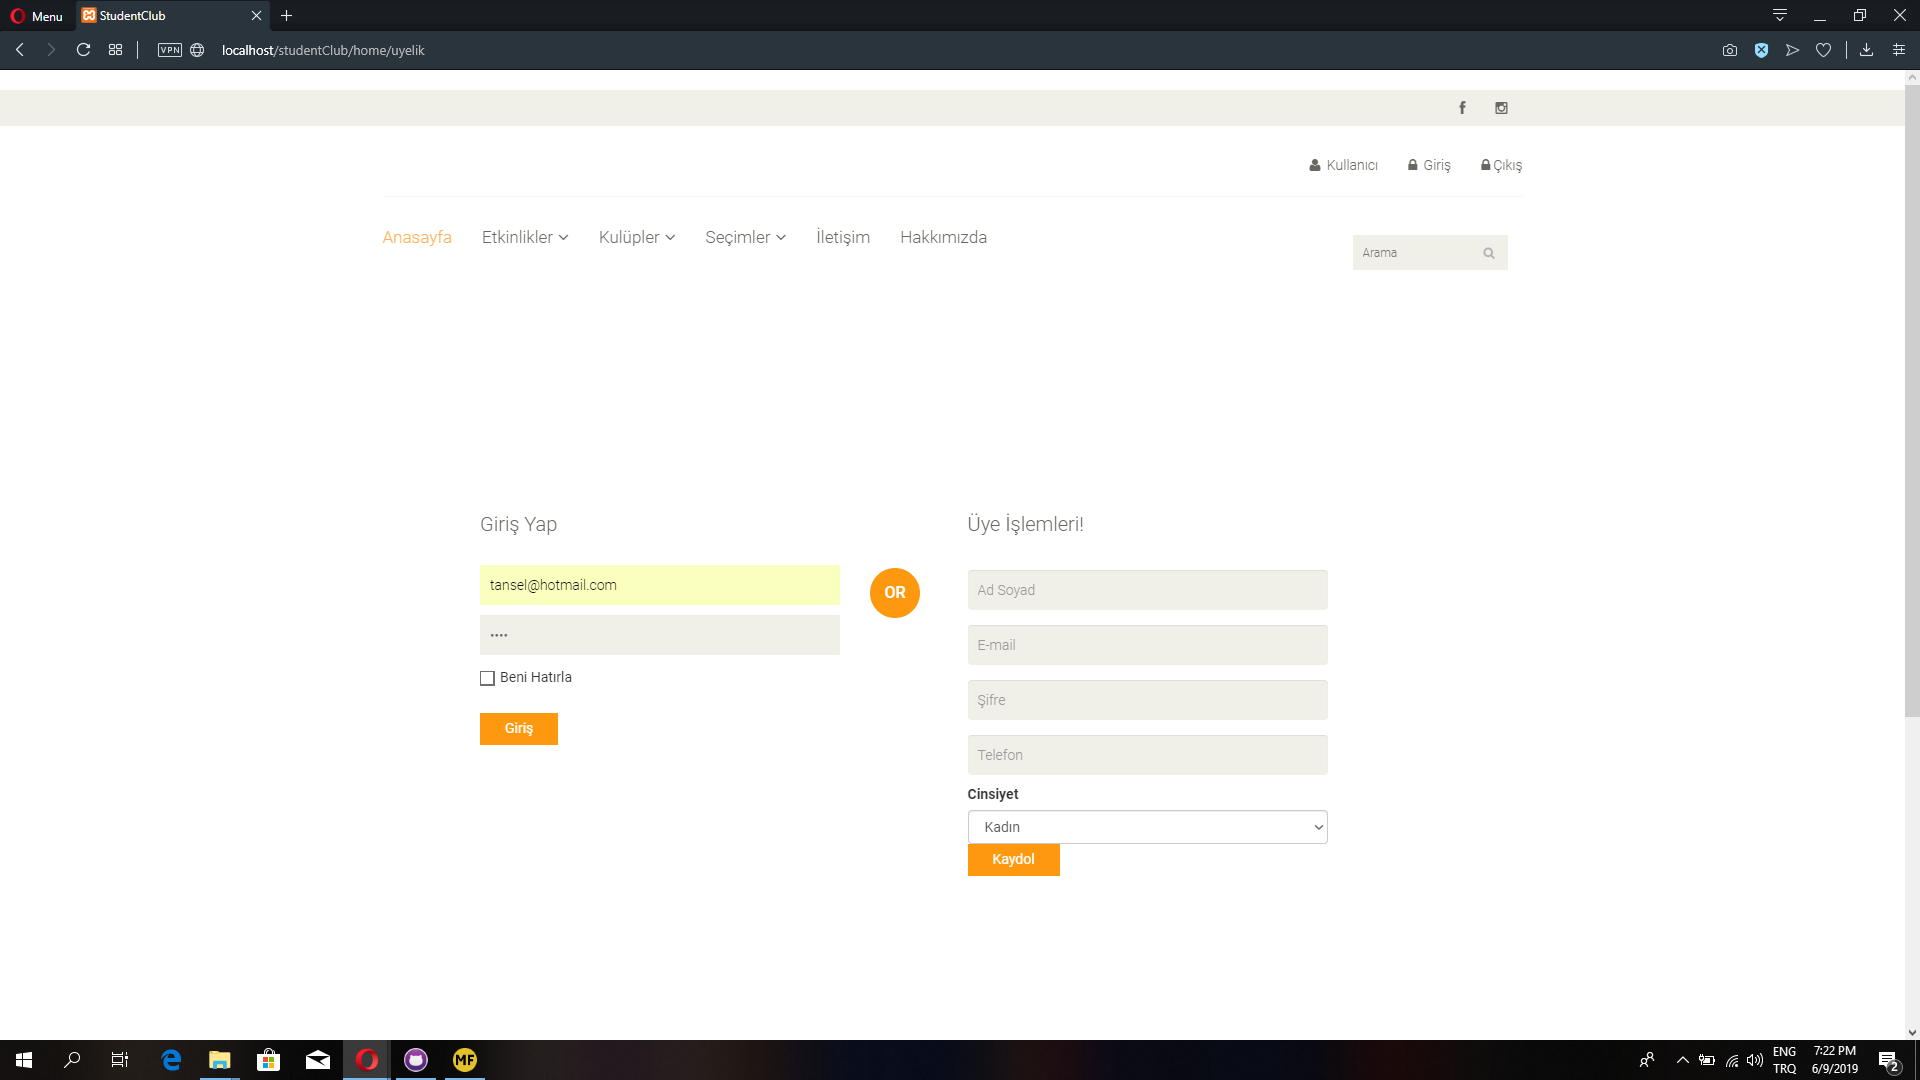 Menu
StudentClub
VPN
localhost/studentClub/home/uyelik
Kullanıcı
Giriş
Çıkış
Anasayfa
Etkinlikler
Kulüpler
Seçimler
İletişim
Hakkımızda
Arama
Giriş Yap
tansel@hotmail.com
••••
Beni Hatırla
Giriş
OR
Üye İşlemleri!
Ad Soyad
E-mail
Şifre
Telefon
Cinsiyet
Kadın
Kaydol
MF
ENG
TRQ
7:22 PM
6/9/2019
2